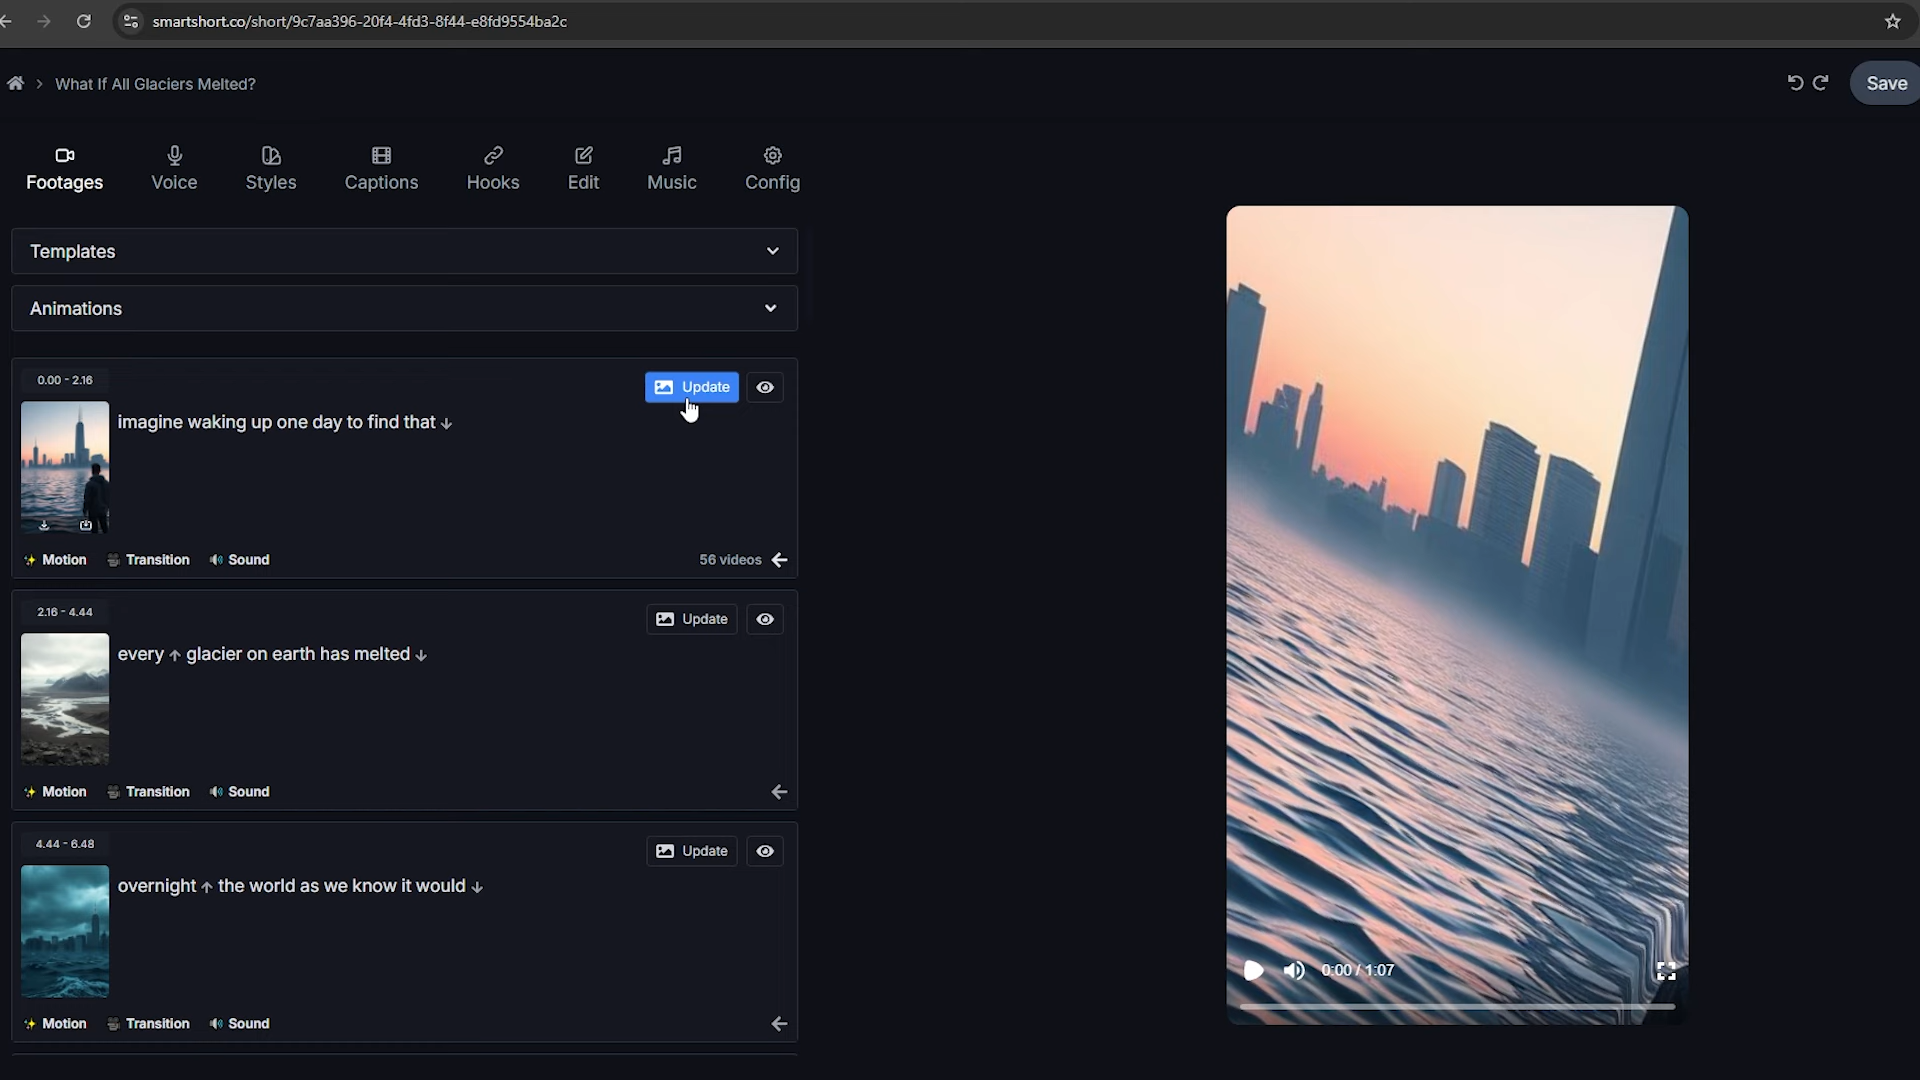 smartshort.co/short/9c7aa396-20f4-4fd3-8f44-e8fd9554ba2c
What If All Glaciers Melted?
Save
Footages
Voice
Styles
Captions
Hooks
Edit
Music
Config
Templates
Animations
0.00 - 2.16
Update
imagine waking up one day to find that
Motion
Transition
Sound
56 videos
2.16 - 4.44
Update
every ↑ glacier on earth has melted ↓
Motion
Transition
Sound
4.44 - 6.48
Update
overnight ↑ the world as we know it would ↓
Motion
Transition
Sound
0:00 / 1:07